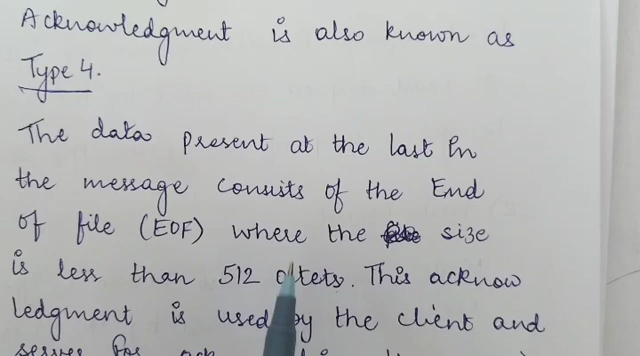 Acknowledgment is also known as
Type 4.
The data present at the last in
the message consists of the End
of file (EOF) where the size
is less than 512 octets. This acknow
ledgment is used by the client and
server for